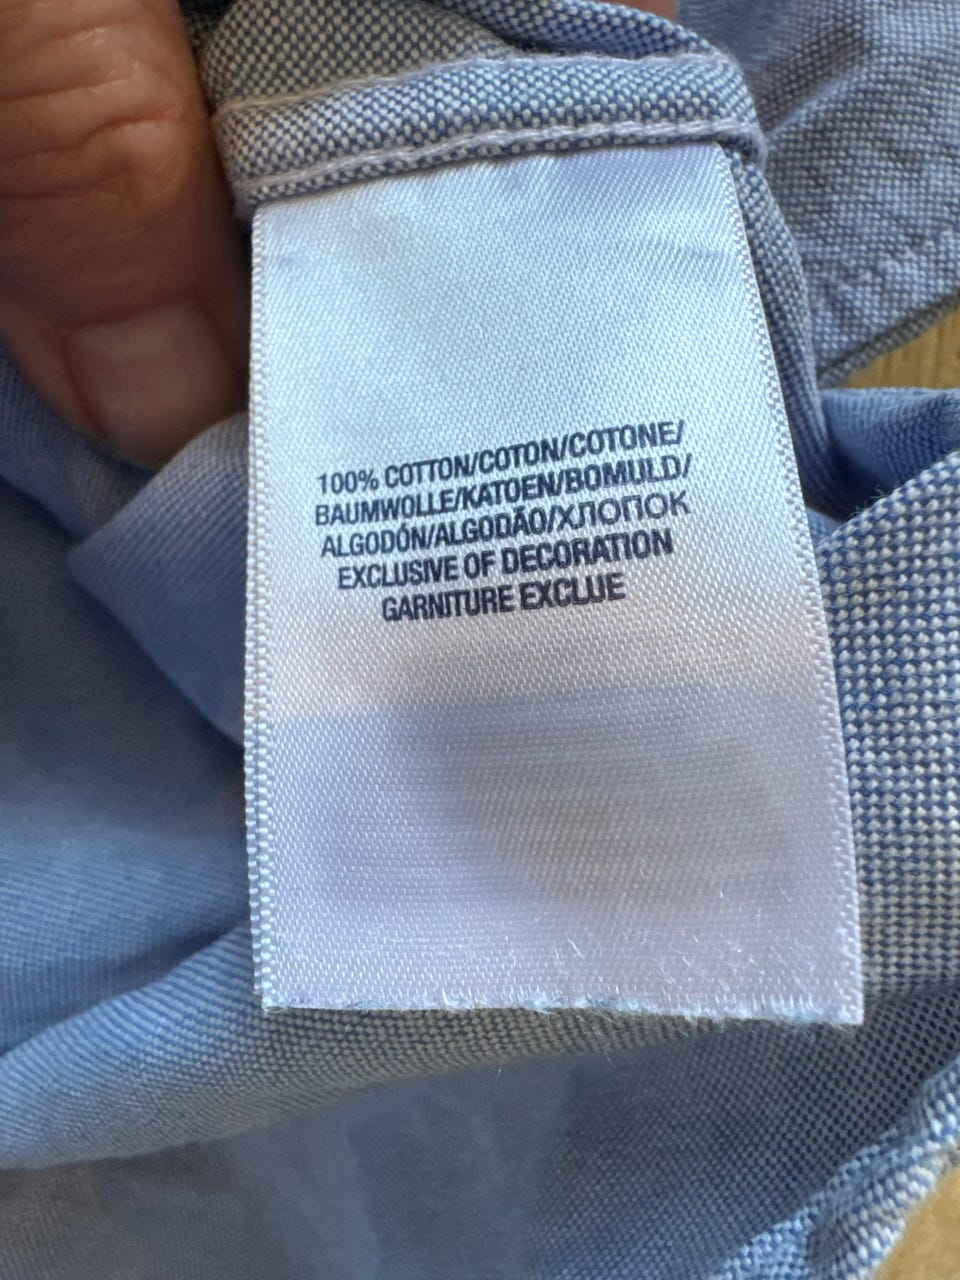 100% COTTON/COTON/COTONE/
BAUMWOLLE/KATOEN/BOMULD/
ALGODÓN/ALGODÃO/ХЛОПОК
EXCLUSIVE OF DECORATION
GARNITURE EXCLUE